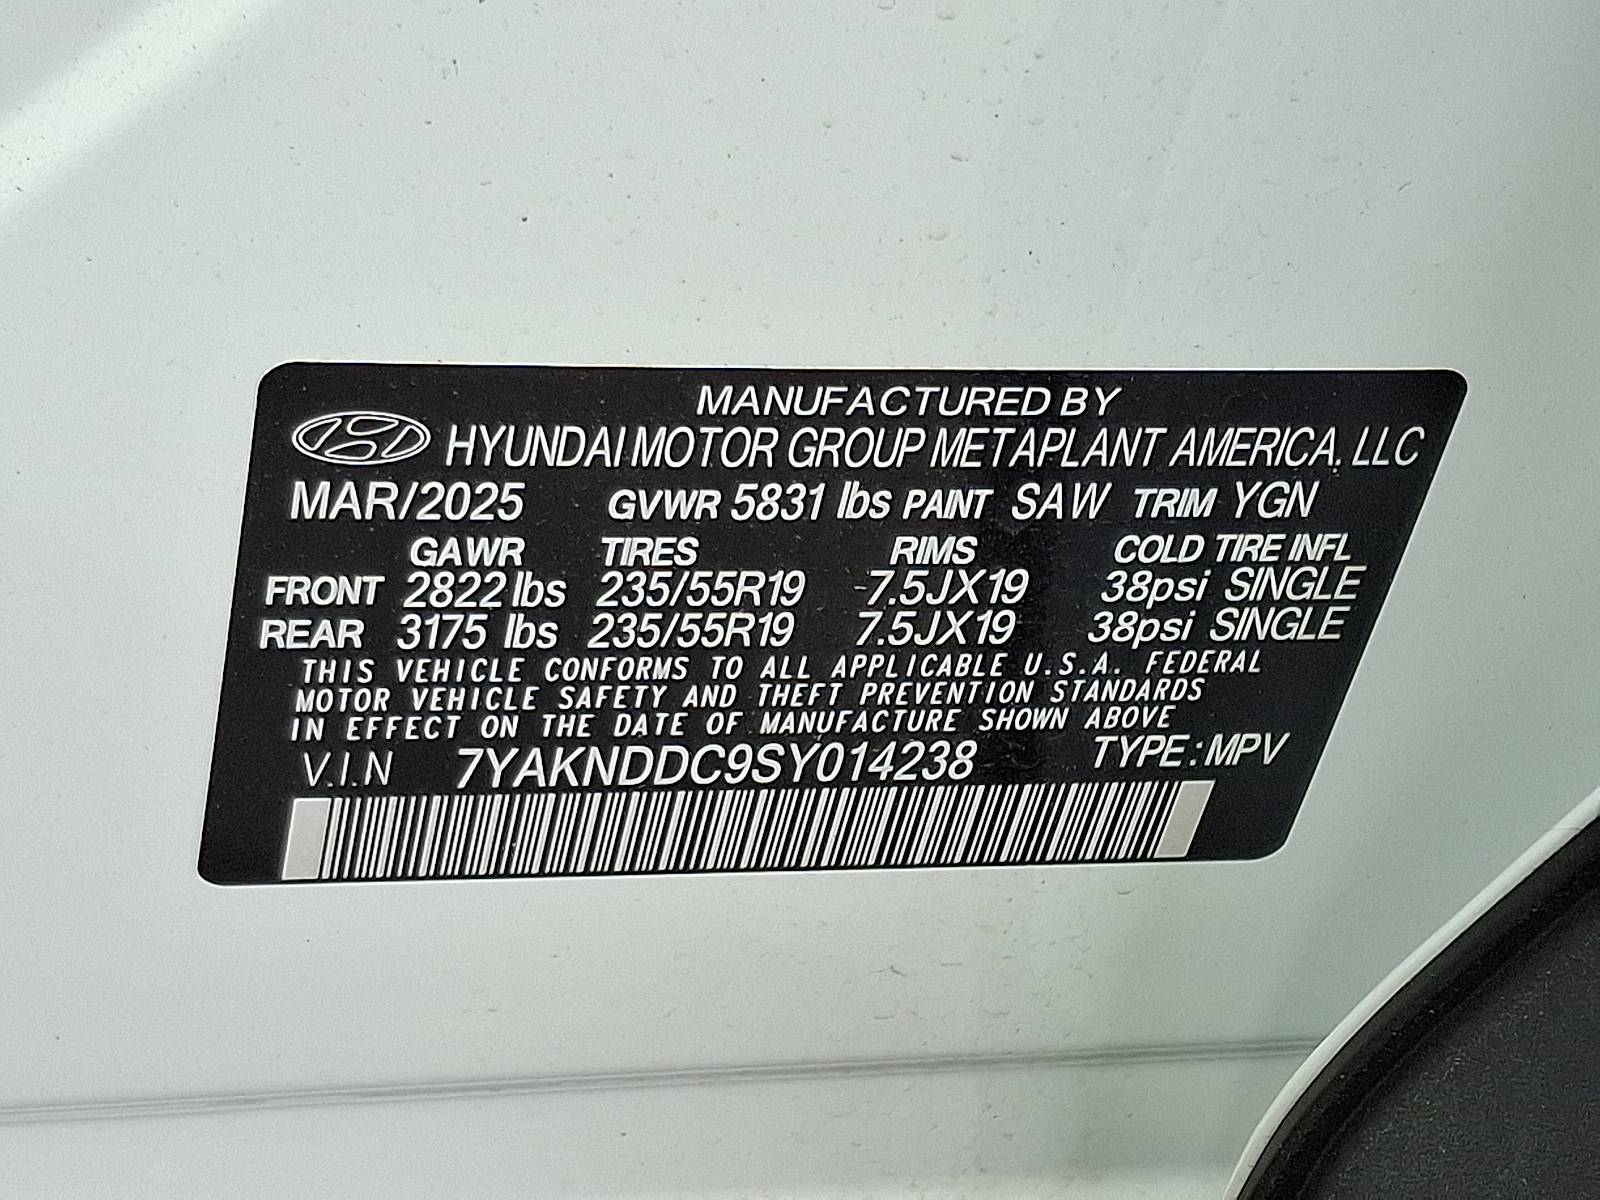 MANUFACTURED BY
HYUNDAI MOTOR GROUP METAPLANT AMERICA, LLC
MAR/2025 GVWR 5831 lbs PAINT SAW TRIM YGN
GAWR TIRES RIMS COLD TIRE INFL
FRONT 2822 lbs 235/55R19 7.5JX19 38psi SINGLE
REAR 3175 lbs 235/55R19 7.5JX19 38psi SINGLE
THIS VEHICLE CONFORMS TO ALL APPLICABLE U.S.A. FEDERAL
MOTOR VEHICLE SAFETY AND THEFT PREVENTION STANDARDS
IN EFFECT ON THE DATE OF MANUFACTURE SHOWN ABOVE
V.I.N 7YAKNDDC9SY014238 TYPE: MPV